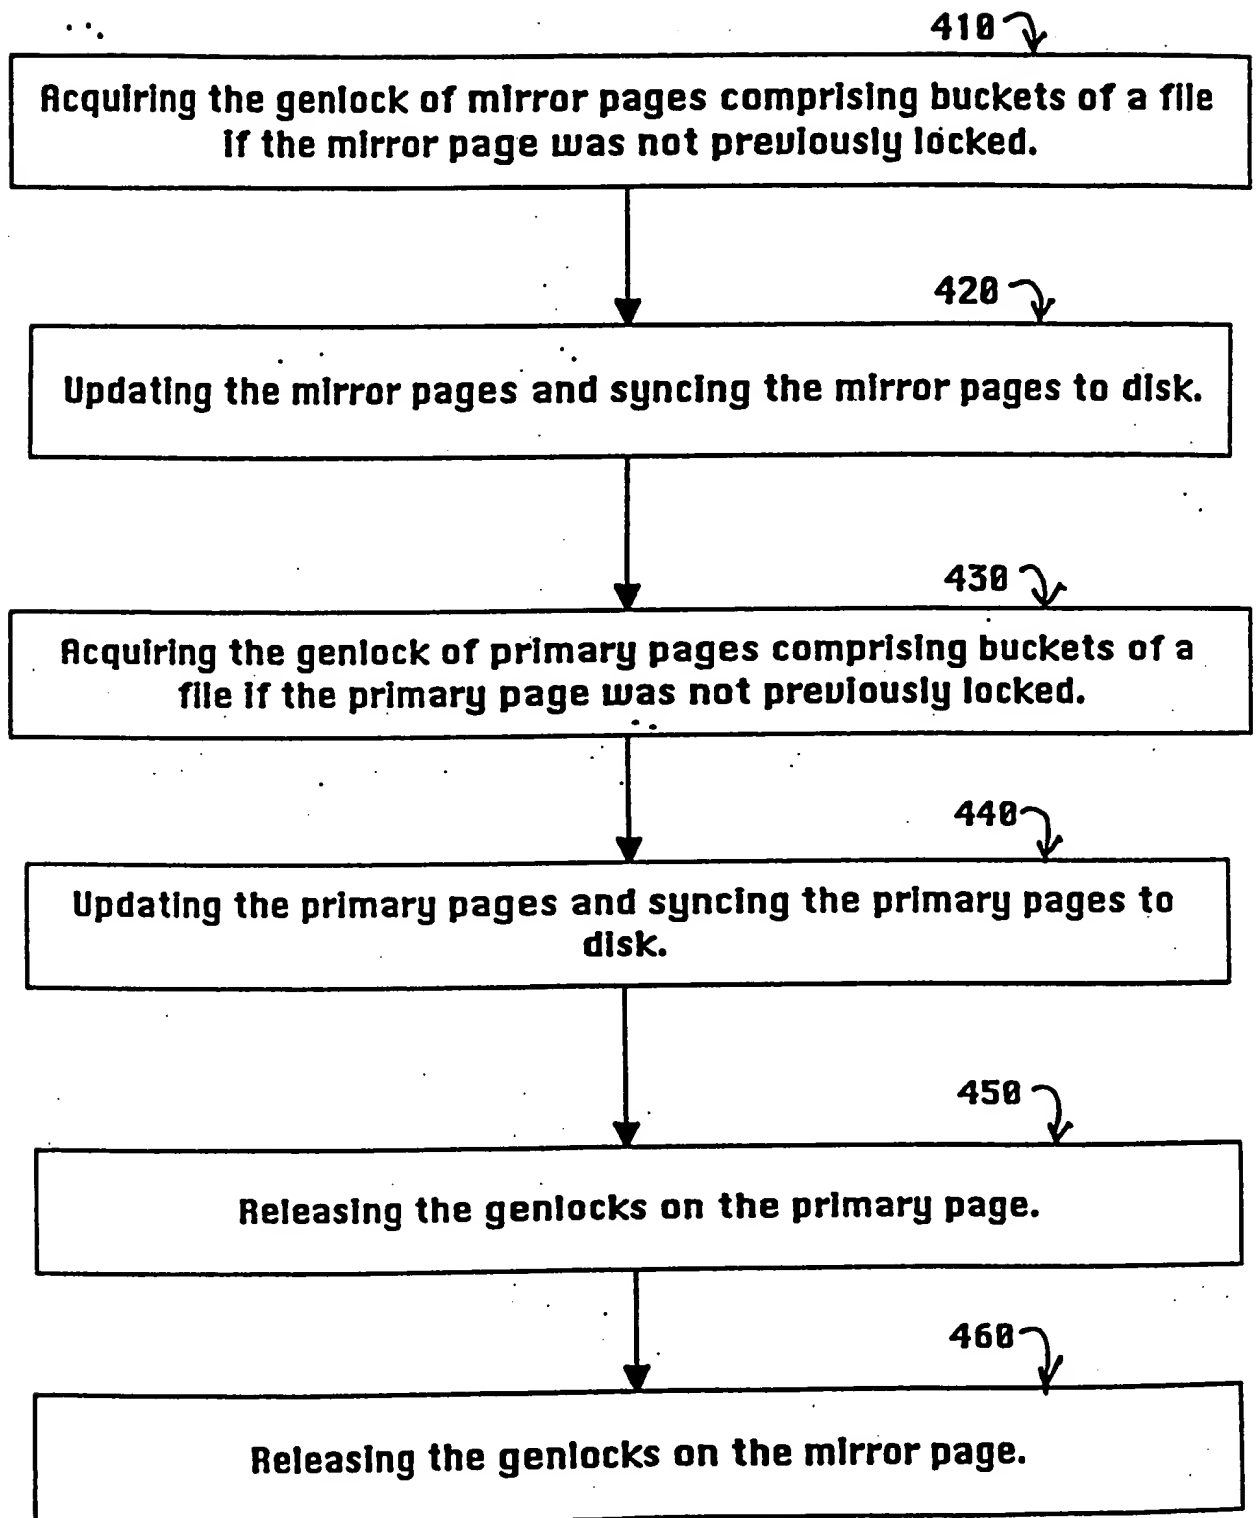 410
Acquiring the genlock of mirror pages comprising buckets of a file
if the mirror page was not previously locked.
420
Updating the mirror pages and syncing the mirror pages to disk.
430
Acquiring the genlock of primary pages comprising buckets of a
file if the primary page was not previously locked.
440
Updating the primary pages and syncing the primary pages to
disk.
450
Releasing the genlocks on the primary page.
460
Releasing the genlocks on the mirror page.